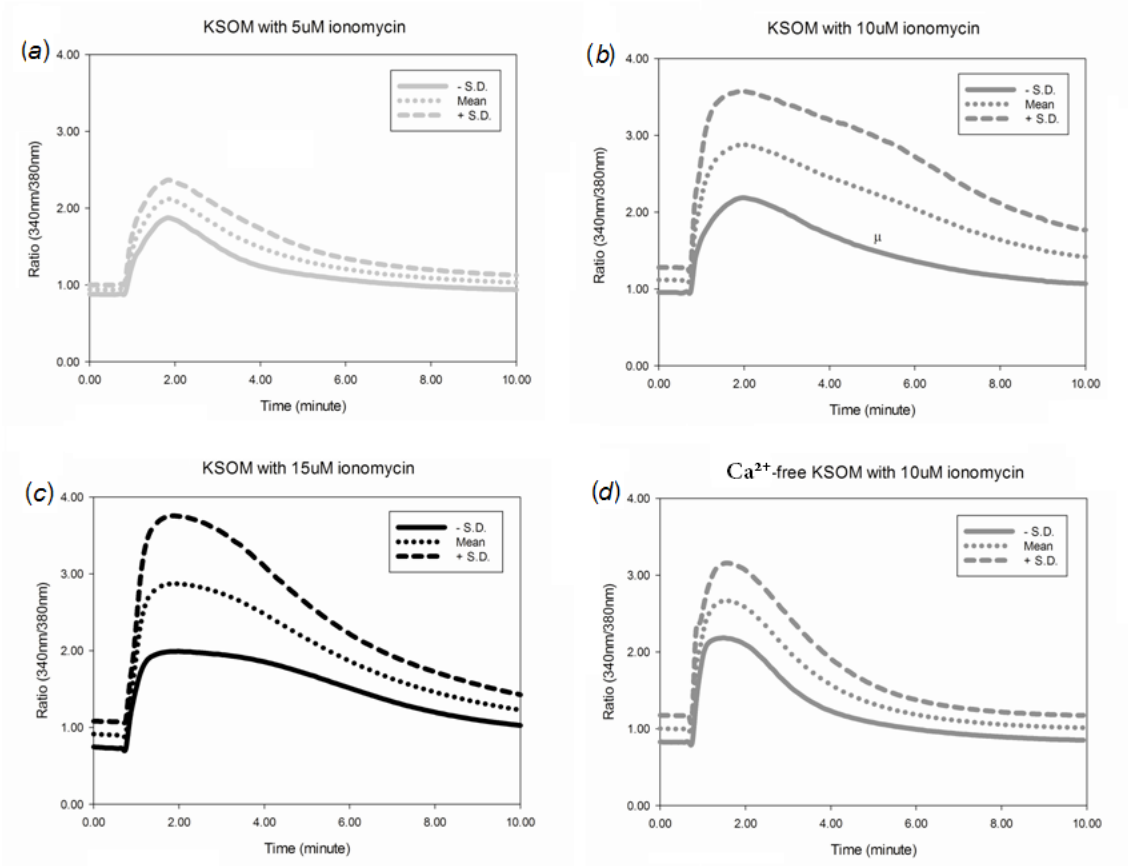 KSOM with 5uM ionomycin
(a)
4.00
3.00
2.00
1.00
0.00
Ratio (340nm/380nm)
- S.D.
Mean
+ S.D.
0.00 2.00 4.00 6.00 8.00 10.00
Time (minute)
KSOM with 10uM ionomycin
(b)
4.00
3.00
2.00
1.00
0.00
Ratio (340nm/380nm)
- S.D.
Mean
+ S.D.
μ
0.00 2.00 4.00 6.00 8.00 10.00
Time (minute)
KSOM with 15uM ionomycin
(c)
4.00
3.00
2.00
1.00
0.00
Ratio (340nm/380nm)
- S.D.
Mean
+ S.D.
0.00 2.00 4.00 6.00 8.00 10.00
Time (minute)
Ca²⁺-free KSOM with 10uM ionomycin
(d)
4.00
3.00
2.00
1.00
0.00
Ratio (340nm/380nm)
- S.D.
Mean
+ S.D.
0.00 2.00 4.00 6.00 8.00 10.00
Time (minute)